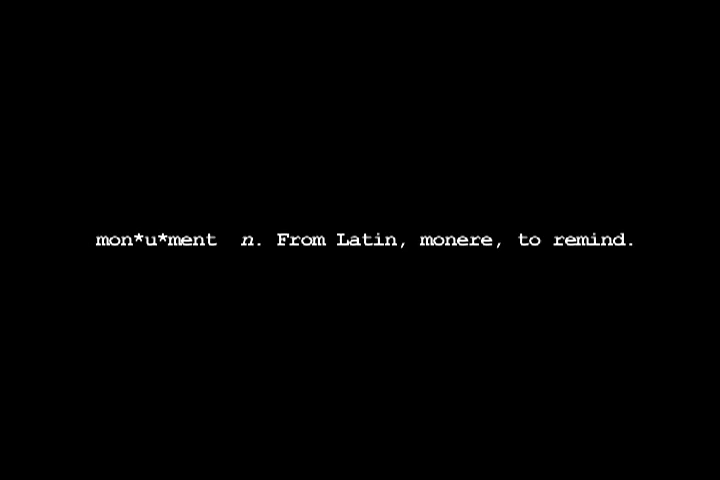 mon*u*ment n. From Latin, monere, to remind.